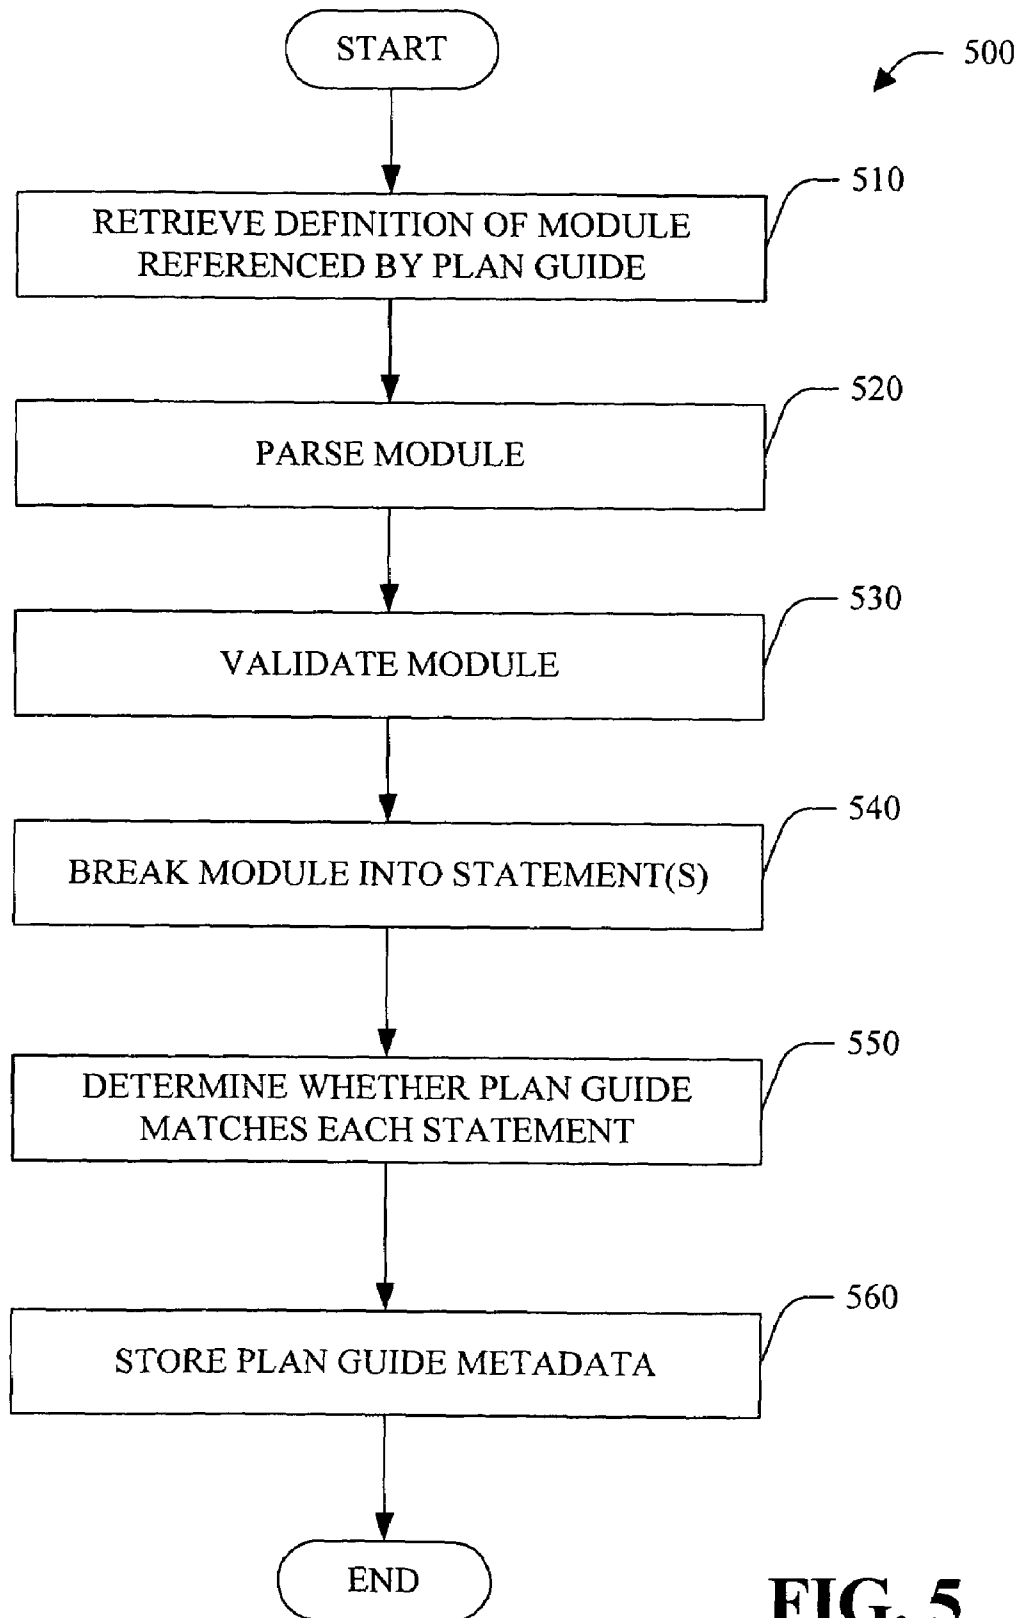 START
500
510
RETRIEVE DEFINITION OF MODULE
REFERENCED BY PLAN GUIDE
520
PARSE MODULE
530
VALIDATE MODULE
540
BREAK MODULE INTO STATEMENT(S)
550
DETERMINE WHETHER PLAN GUIDE
MATCHES EACH STATEMENT
560
STORE PLAN GUIDE METADATA
END
FIG. 5